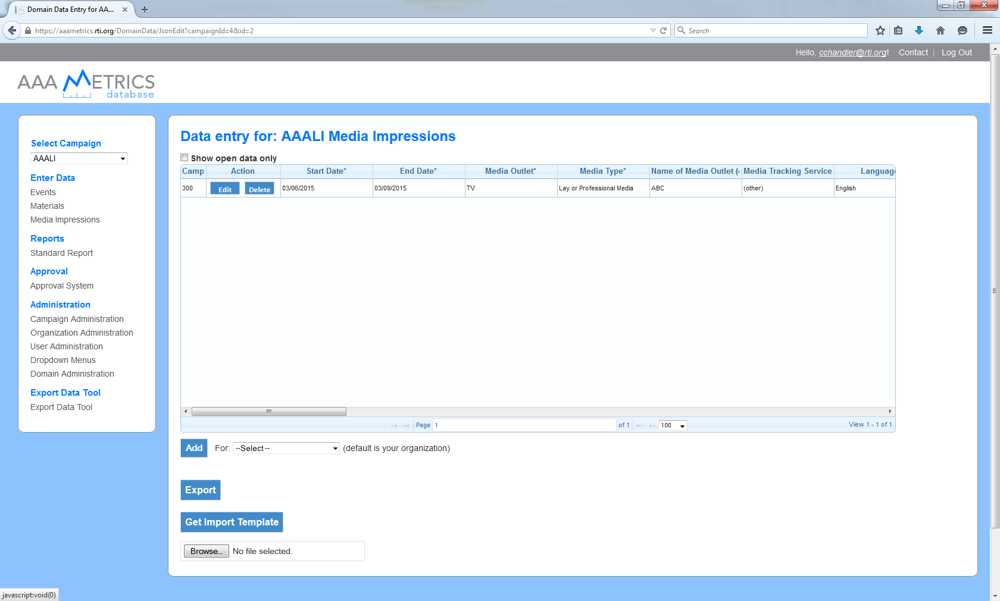 Domain Data Entry for AAA...
https://aaametrics.rti.org/DomainData/JsonEdit?campaignId=4&id=2
Search
Hello, cchandler@rti.org! Contact | Log Out
AAA METRICS
database
Select Campaign
AAALI
Enter Data
Events
Materials
Media Impressions
Reports
Standard Report
Approval
Approval System
Administration
Campaign Administration
Organization Administration
User Administration
Dropdown Menus
Domain Administration
Export Data Tool
Export Data Tool
Data entry for: AAALI Media Impressions
Show open data only
Camp Action Start Date* End Date* Media Outlet* Media Type* Name of Media Outlet ( Media Tracking Service Language
300 Edit Delete 03/06/2015 03/09/2015 TV Lay or Professional Media ABC (other) English
Page 1 of 1 100 View 1 - 1 of 1
Add For: --Select-- (default is your organization)
Export
Get Import Template
Browse... No file selected.
javascript:void(0)